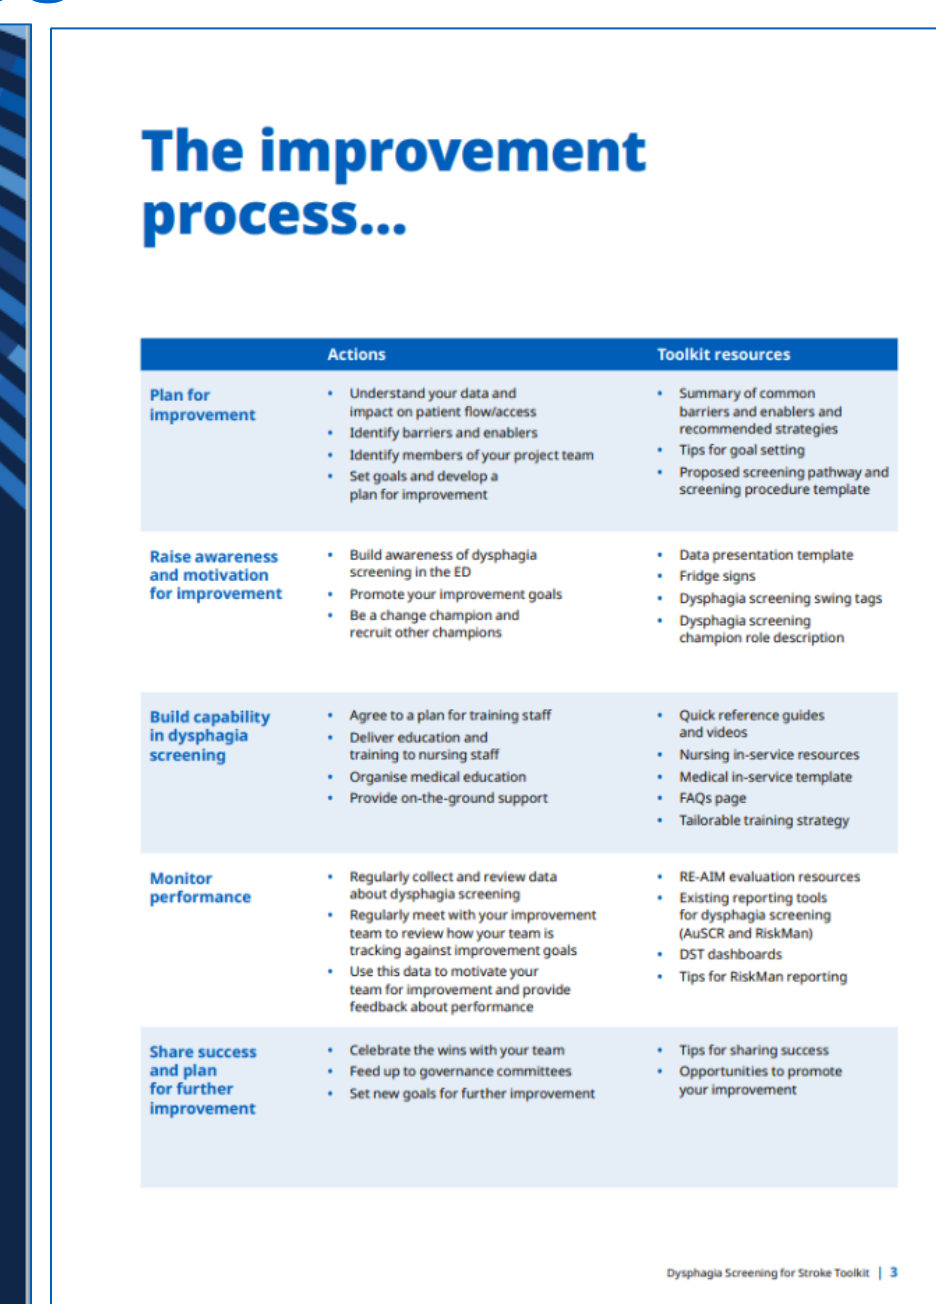 The improvement
process...
Actions
Toolkit resources
Plan for
improvement
• Understand your data and
impact on patient flow/access
• Identify barriers and enablers
• Identify members of your project team
• Set goals and develop a
plan for improvement
• Summary of common
barriers and enablers and
recommended strategies
• Tips for goal setting
• Proposed screening pathway and
screening procedure template
Raise awareness
and motivation
for improvement
• Build awareness of dysphagia
screening in the ED
• Promote your improvement goals
• Be a change champion and
recruit other champions
• Data presentation template
• Fridge signs
• Dysphagia screening swing tags
• Dysphagia screening
champion role description
Build capability
in dysphagia
screening
• Agree to a plan for training staff
• Deliver education and
training to nursing staff
• Organise medical education
• Provide on-the-ground support
• Quick reference guides
and videos
• Nursing in-service resources
• Medical in-service template
• FAQs page
• Tailorable training strategy
Monitor
performance
• Regularly collect and review data
about dysphagia screening
• Regularly meet with your improvement
team to review how your team is
tracking against improvement goals
• Use this data to motivate your
team for improvement and provide
feedback about performance
• RE-AIM evaluation resources
• Existing reporting tools
for dysphagia screening
(AuSCR and RiskMan)
• DST dashboards
• Tips for RiskMan reporting
Share success
and plan
for further
improvement
• Celebrate the wins with your team
• Feed up to governance committees
• Set new goals for further improvement
• Tips for sharing success
• Opportunities to promote
your improvement
Dysphagia Screening for Stroke Toolkit | 3